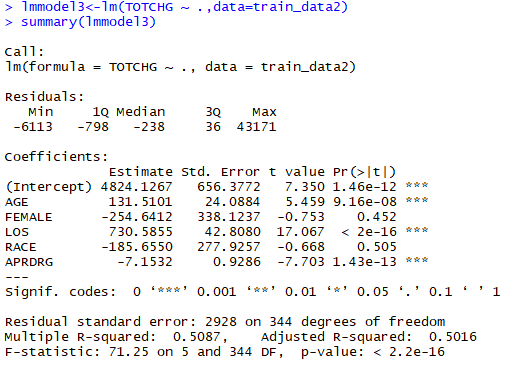 > lmmodel3<-lm(TOTCHG ~ .,data=train_data2)
> summary(lmmodel3)
Call:
lm(formula = TOTCHG ~ ., data = train_data2)
Residuals:
Min 1Q Median 3Q Max
-6113 -798 -238 36 43171
Coefficients:
Estimate Std. Error t value Pr(>|t|)
(Intercept) 4824.1267 656.3772 7.350 1.46e-12 ***
AGE 131.5101 24.0884 5.459 9.16e-08 ***
FEMALE -254.6412 338.1237 -0.753 0.452
LOS 730.5855 42.8080 17.067 < 2e-16 ***
RACE -185.6550 277.9257 -0.668 0.505
APRDRG -7.1532 0.9286 -7.703 1.43e-13 ***
---
Signif. codes: 0 ‘***’ 0.001 ‘**’ 0.01 ‘*’ 0.05 ‘.’ 0.1 ‘ ’ 1
Residual standard error: 2928 on 344 degrees of freedom
Multiple R-squared: 0.5087, Adjusted R-squared: 0.5016
F-statistic: 71.25 on 5 and 344 DF, p-value: < 2.2e-16